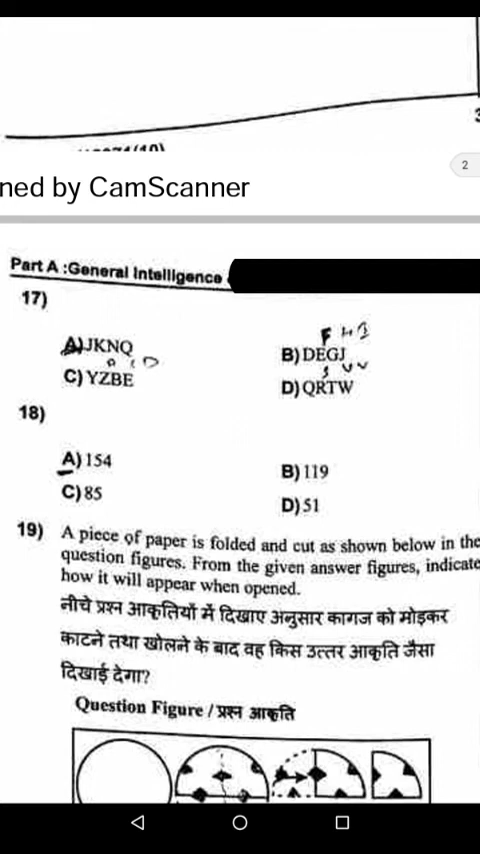 ned by CamScanner
2
Part A :General Intelligence
17)
A)JKNQ
B)DEGJ
C) YZBE
D)QRTW
18)
A) 154
B) 119
C) 85
D) 51
19) A piece of paper is folded and cut as shown below in the
question figures. From the given answer figures, indicate
how it will appear when opened.
नीचे प्रश्न आकृतियों में दिखाए अनुसार कागज को मोड़कर
काटने तथा खोलने के बाद वह किस उत्तर आकृति जैसा
दिखाई देगा?
Question Figure / प्रश्न आकृति